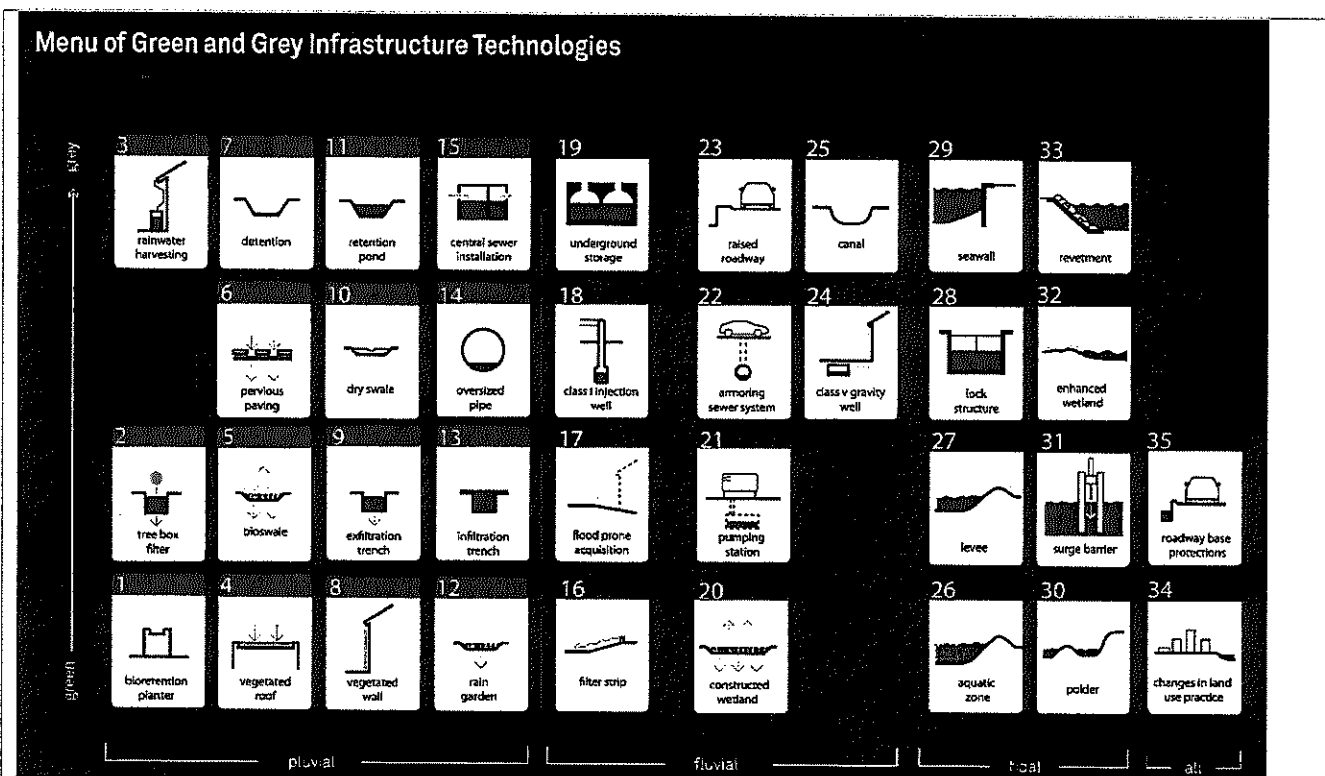 Menu of Green and Grey Infrastructure Technologies
grey
3
7
11
15
19
23
25
29
33
rainwater
harvesting
detention
retention
pond
central sewer
installation
underground
storage
raised
roadway
canal
seawall
revetment
6
10
14
18
22
24
28
32
pervious
paving
dry swale
oversized
pipe
class I injection
well
armoring
sewer system
class v gravity
well
lock
structure
enhanced
wetland
2
5
9
13
17
21
27
31
35
tree box
filter
bioswale
exfiltration
trench
infiltration
trench
flood prone
acquisition
pumping
station
levee
surge barrier
roadway base
protections
1
4
8
12
16
20
26
30
34
bioretention
planter
vegetated
roof
vegetated
wall
rain
garden
filter strip
constructed
wetland
aquatic
zone
polder
changes in land
use practice
green
pluvial
fluvial
tidal
all